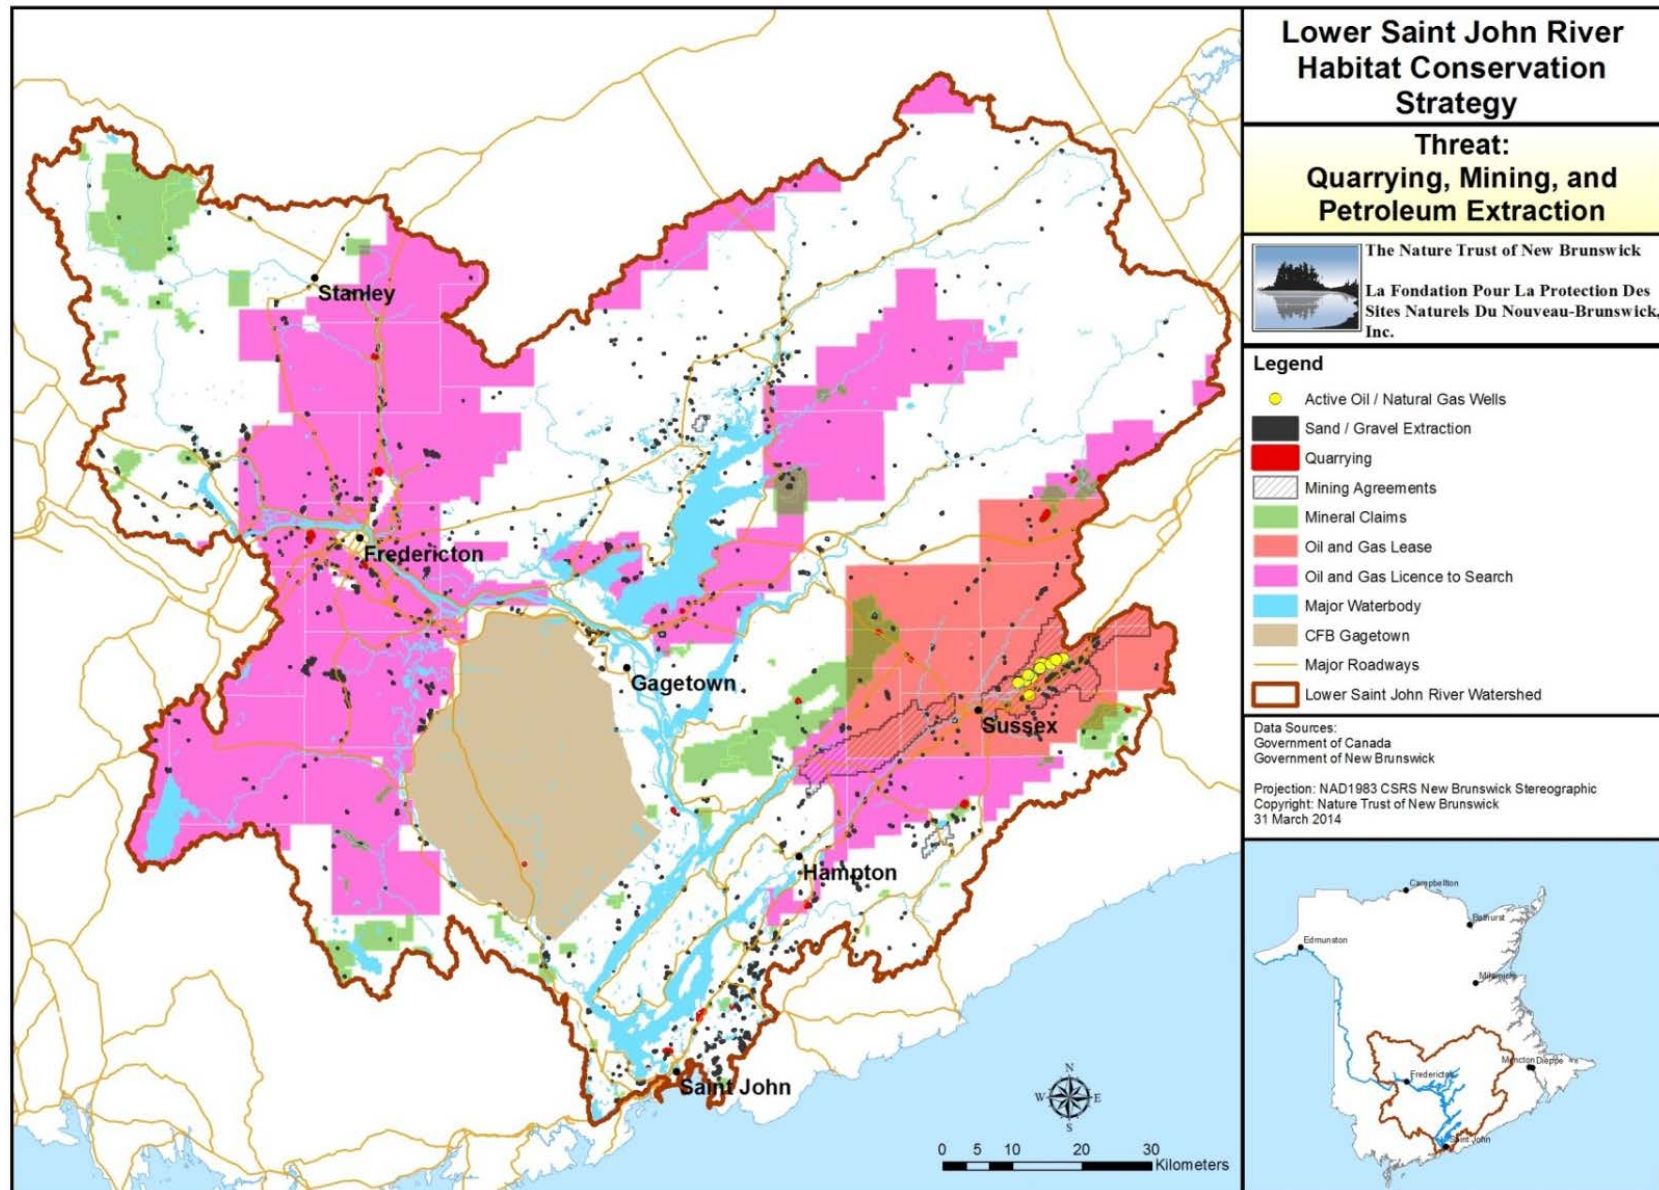 Lower Saint John River
Habitat Conservation
Strategy
Threat:
Quarrying, Mining, and
Petroleum Extraction
The Nature Trust of New Brunswick
La Fondation Pour La Protection Des
Sites Naturels Du Nouveau-Brunswick,
Inc.
Legend
Active Oil / Natural Gas Wells
Sand / Gravel Extraction
Quarrying
Mining Agreements
Mineral Claims
Oil and Gas Lease
Oil and Gas Licence to Search
Major Waterbody
CFB Gagetown
Major Roadways
Lower Saint John River Watershed
Data Sources:
Government of Canada
Government of New Brunswick
Projection: NAD1983 CSRS New Brunswick Stereographic
Copyright: Nature Trust of New Brunswick
31 March 2014
Stanley
Fredericton
Gagetown
Sussex
Hampton
Saint John
N
W E
S
0 5 10 20 30
Kilometers
Campbellton
Bathurst
Edmunston
Miramichi
Moncton Dieppe
Fredericton
Saint John